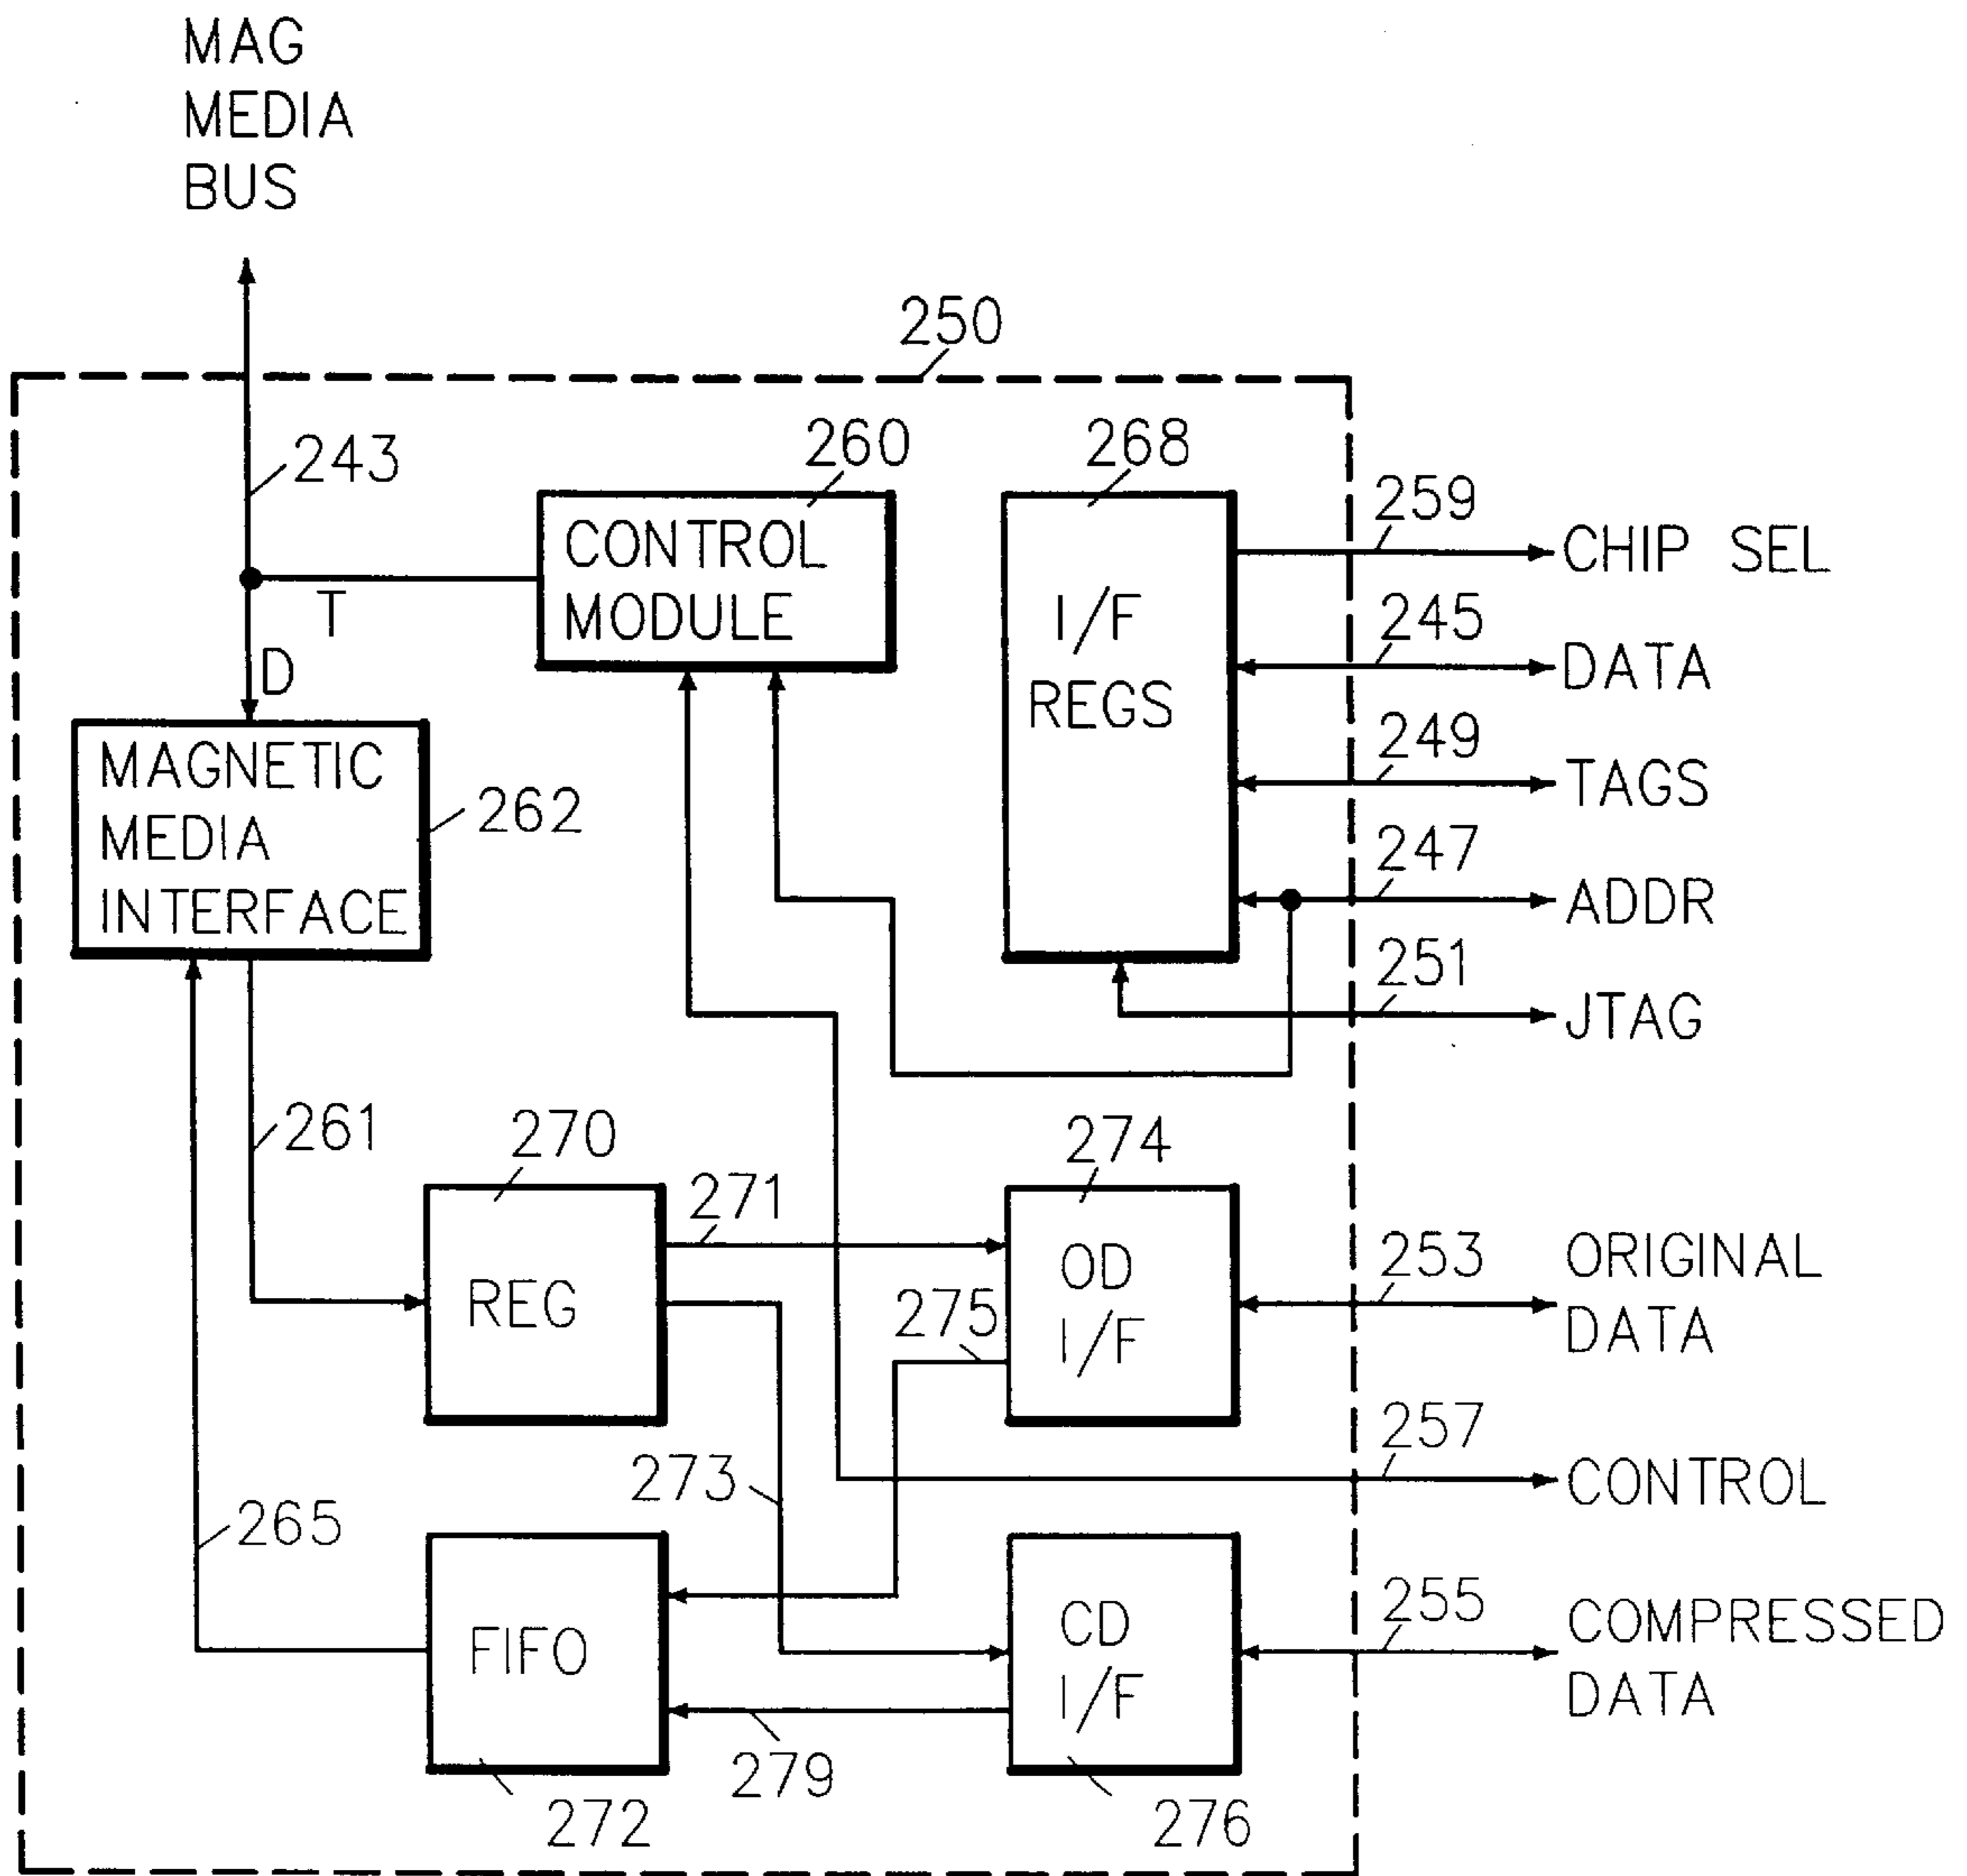 MAG
MEDIA
BUS
250
243
260
268
259
CHIP SEL
CONTROL
MODULE
I/F
REGS
245
DATA
T
D
249
TAGS
MAGNETIC
MEDIA
INTERFACE
262
247
ADDR
251
JTAG
261
270
274
271
REG
OD
I/F
253
ORIGINAL
DATA
275
257
CONTROL
273
265
FIFO
CD
I/F
255
COMPRESSED
DATA
279
272
276